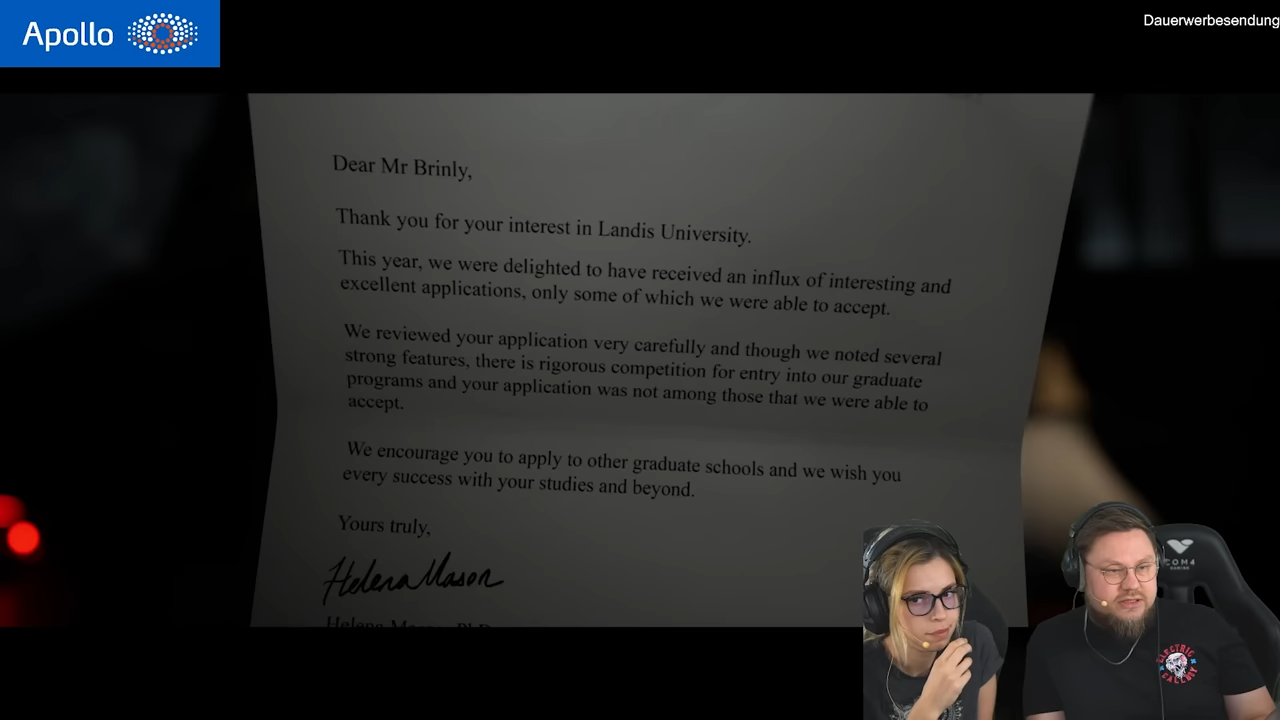 Apollo
Dauerwerbesendung
Dear Mr Brinly,
Thank you for your interest in Landis University.
This year, we were delighted to have received an influx of interesting and
excellent applications, only some of which we were able to accept.
We reviewed your application very carefully and though we noted several
strong features, there is rigorous competition for entry into our graduate
programs and your application was not among those that we were able to
accept.
We encourage you to apply to other graduate schools and we wish you
every success with your studies and beyond.
Yours truly,
Helena Mason
ELECTRIC
CALLBOY